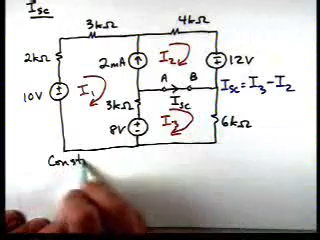 Isc
3kΩ
4kΩ
2kΩ
2mA
I2
12V
A B
10V
I1
3kΩ
Isc
Isc = I3 - I2
8V
I3
6kΩ
Const